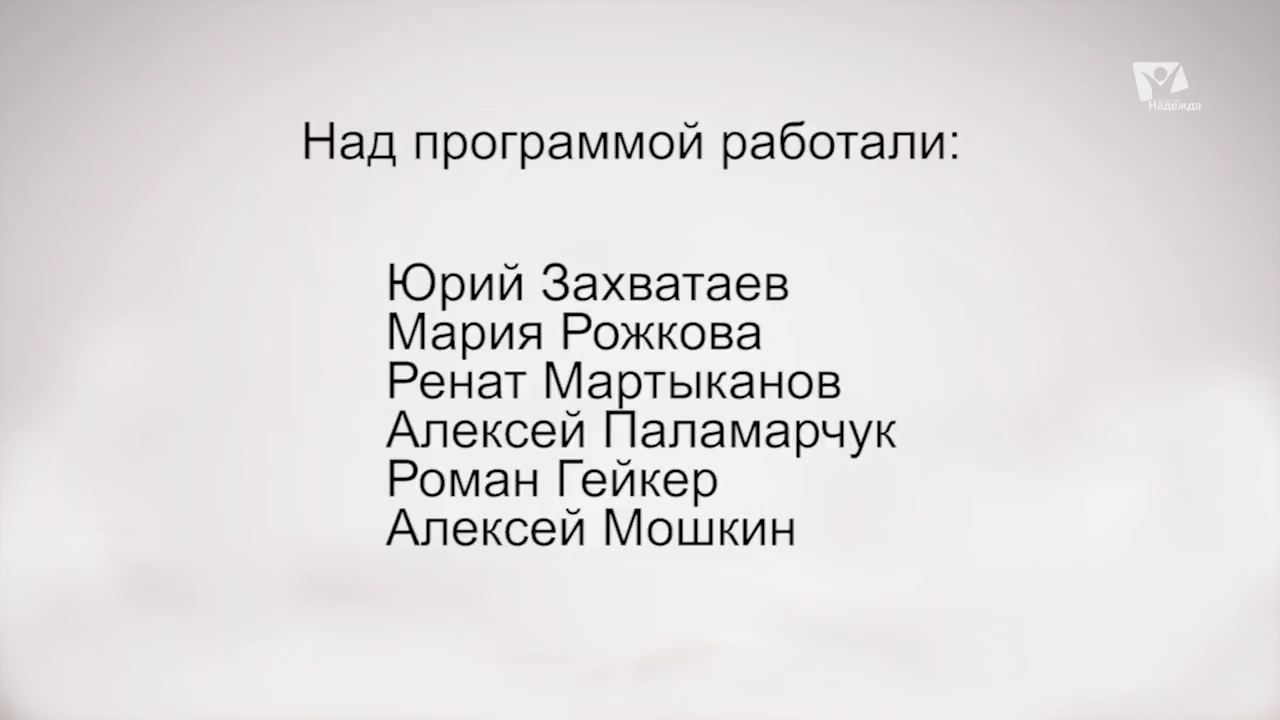 Надежда
Над программой работали:
Юрий Захватаев
Мария Рожкова
Ренат Мартыканов
Алексей Паламарчук
Роман Гейкер
Алексей Мошкин